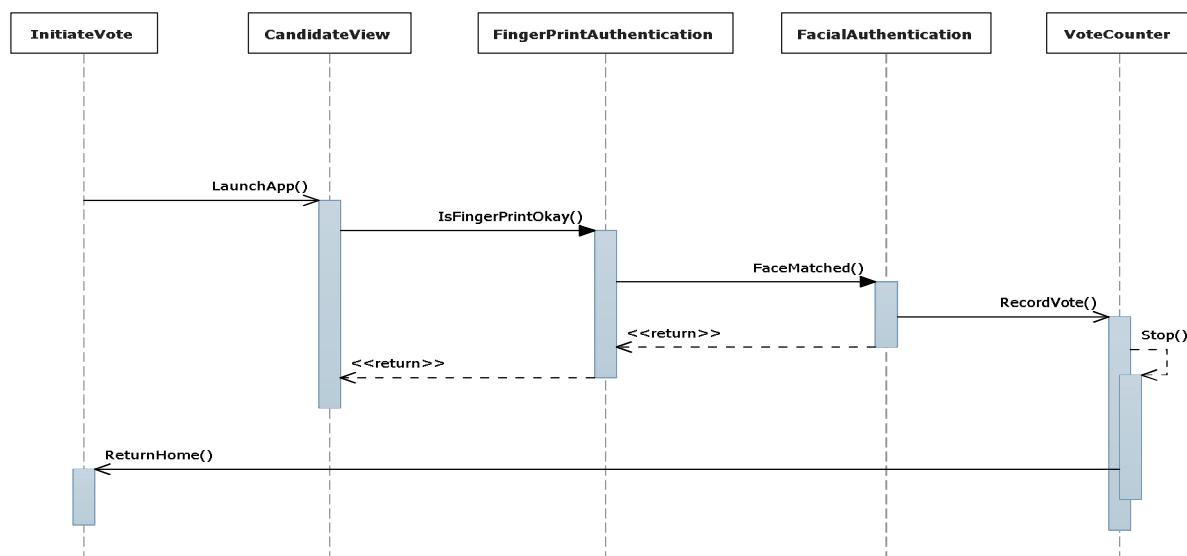 InitiateVote
CandidateView
FingerPrintAuthentication
FacialAuthentication
VoteCounter
LaunchApp()
IsFingerPrintOkay()
FaceMatched()
RecordVote()
<<return>>
Stop()
<<return>>
ReturnHome()